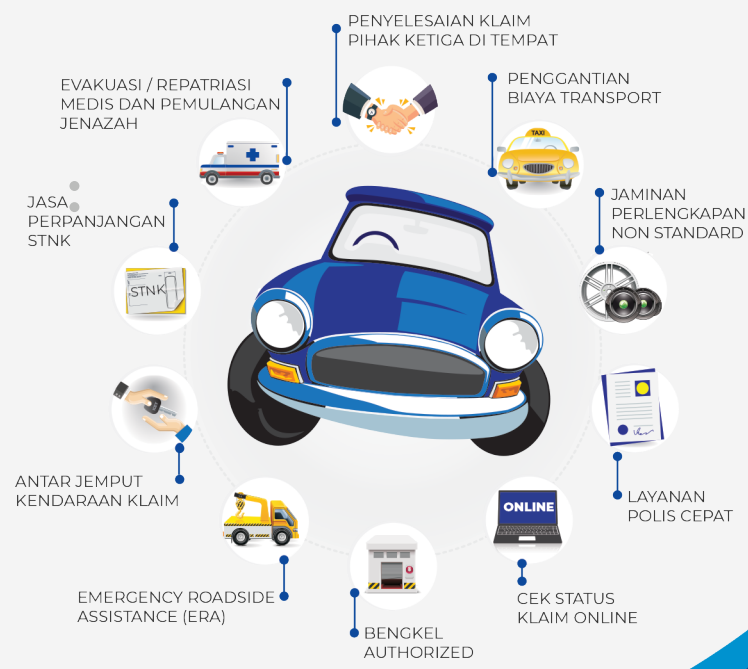 PENYELESAIAN KLAIM
PIHAK KETIGA DI TEMPAT
PENGGANTIAN
BIAYA TRANSPORT
TAXI
JAMINAN
PERLENGKAPAN
NON STANDARD
LAYANAN
POLIS CEPAT
ONLINE
CEK STATUS
KLAIM ONLINE
BENGKEL
AUTHORIZED
EMERGENCY ROADSIDE
ASSISTANCE (ERA)
ANTAR JEMPUT
KENDARAAN KLAIM
STNK
JASA
PERPANJANGAN
STNK
EVAKUASI / REPATRIASI
MEDIS DAN PEMULANGAN
JENAZAH